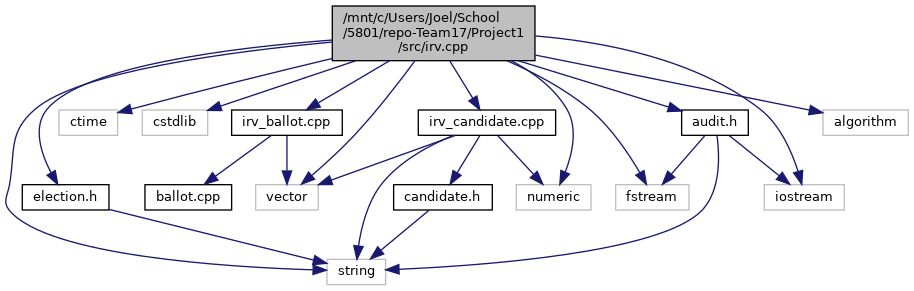 /mnt/c/Users/Joel/School
/5801/repo-Team17/Project1
/src/irv.cpp
ctime
cstdlib
irv_ballot.cpp
irv_candidate.cpp
audit.h
algorithm
election.h
ballot.cpp
vector
candidate.h
numeric
fstream
iostream
string